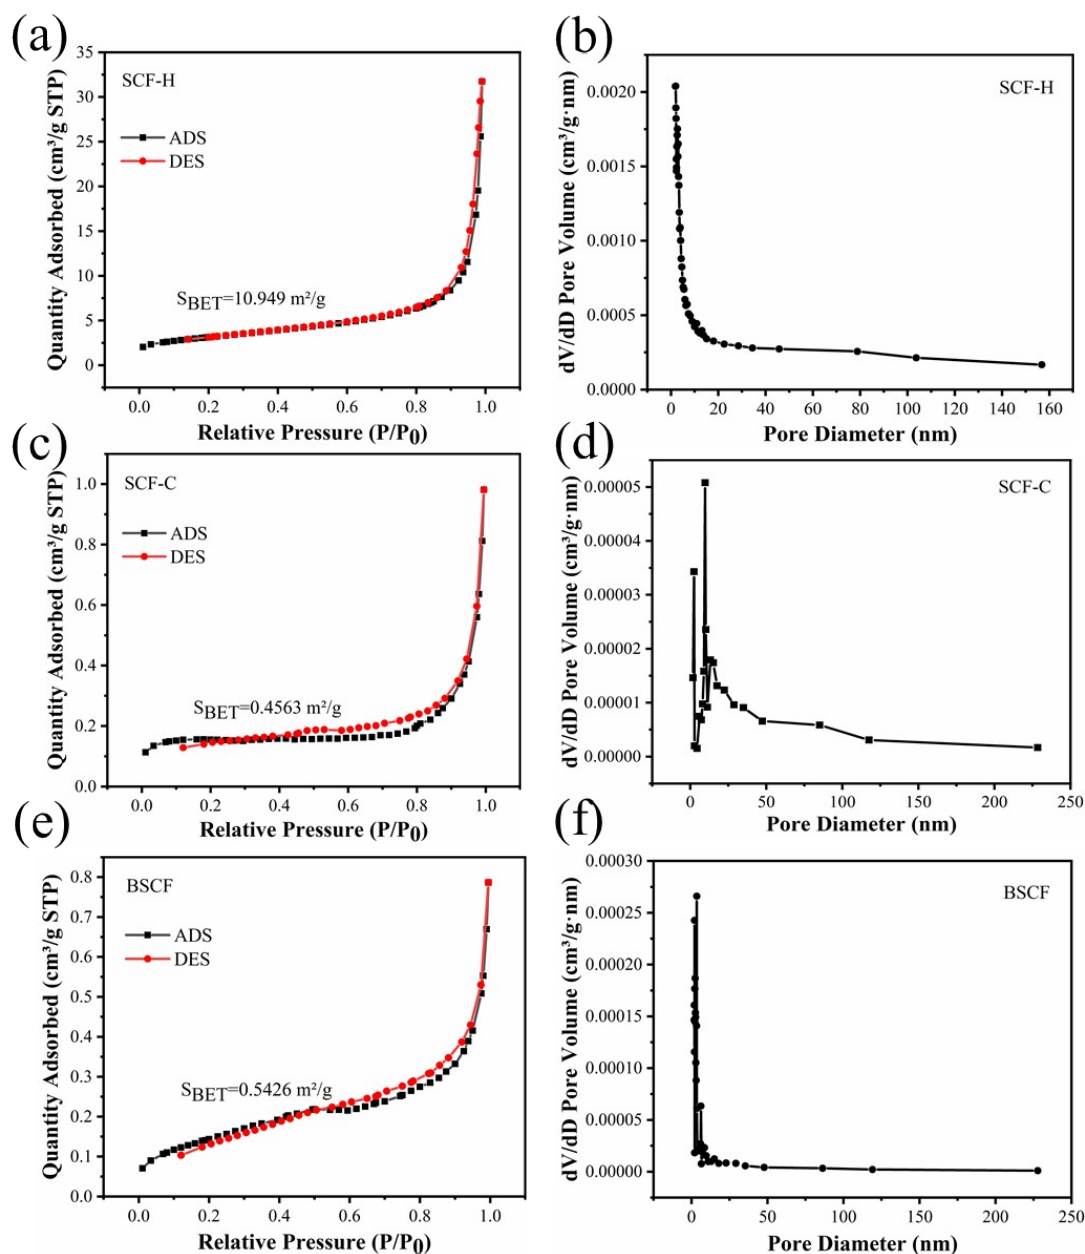 (a)
SCF-H
ADS
DES
S_BET=10.949 m²/g
Quantity Adsorbed (cm³/g STP)
35
30
25
20
15
10
5
0
0.0 0.2 0.4 0.6 0.8 1.0
Relative Pressure (P/P₀)
(b)
SCF-H
dV/dD Pore Volume (cm³/g·nm)
0.0020
0.0015
0.0010
0.0005
0.0000
0 20 40 60 80 100 120 140 160
Pore Diameter (nm)
(c)
SCF-C
ADS
DES
S_BET=0.4563 m²/g
Quantity Adsorbed (cm³/g STP)
1.0
0.8
0.6
0.4
0.2
0.0
0.0 0.2 0.4 0.6 0.8 1.0
Relative Pressure (P/P₀)
(d)
SCF-C
dV/dD Pore Volume (cm³/g·nm)
0.00005
0.00004
0.00003
0.00002
0.00001
0.00000
0 50 100 150 200 250
Pore Diameter (nm)
(e)
BSCF
ADS
DES
S_BET=0.5426 m²/g
Quantity Adsorbed (cm³/g STP)
0.8
0.7
0.6
0.5
0.4
0.3
0.2
0.1
0.0
0.0 0.2 0.4 0.6 0.8 1.0
Relative Pressure (P/P₀)
(f)
BSCF
dV/dD Pore Volume (cm³/g·nm)
0.00030
0.00025
0.00020
0.00015
0.00010
0.00005
0.00000
0 50 100 150 200 250
Pore Diameter (nm)